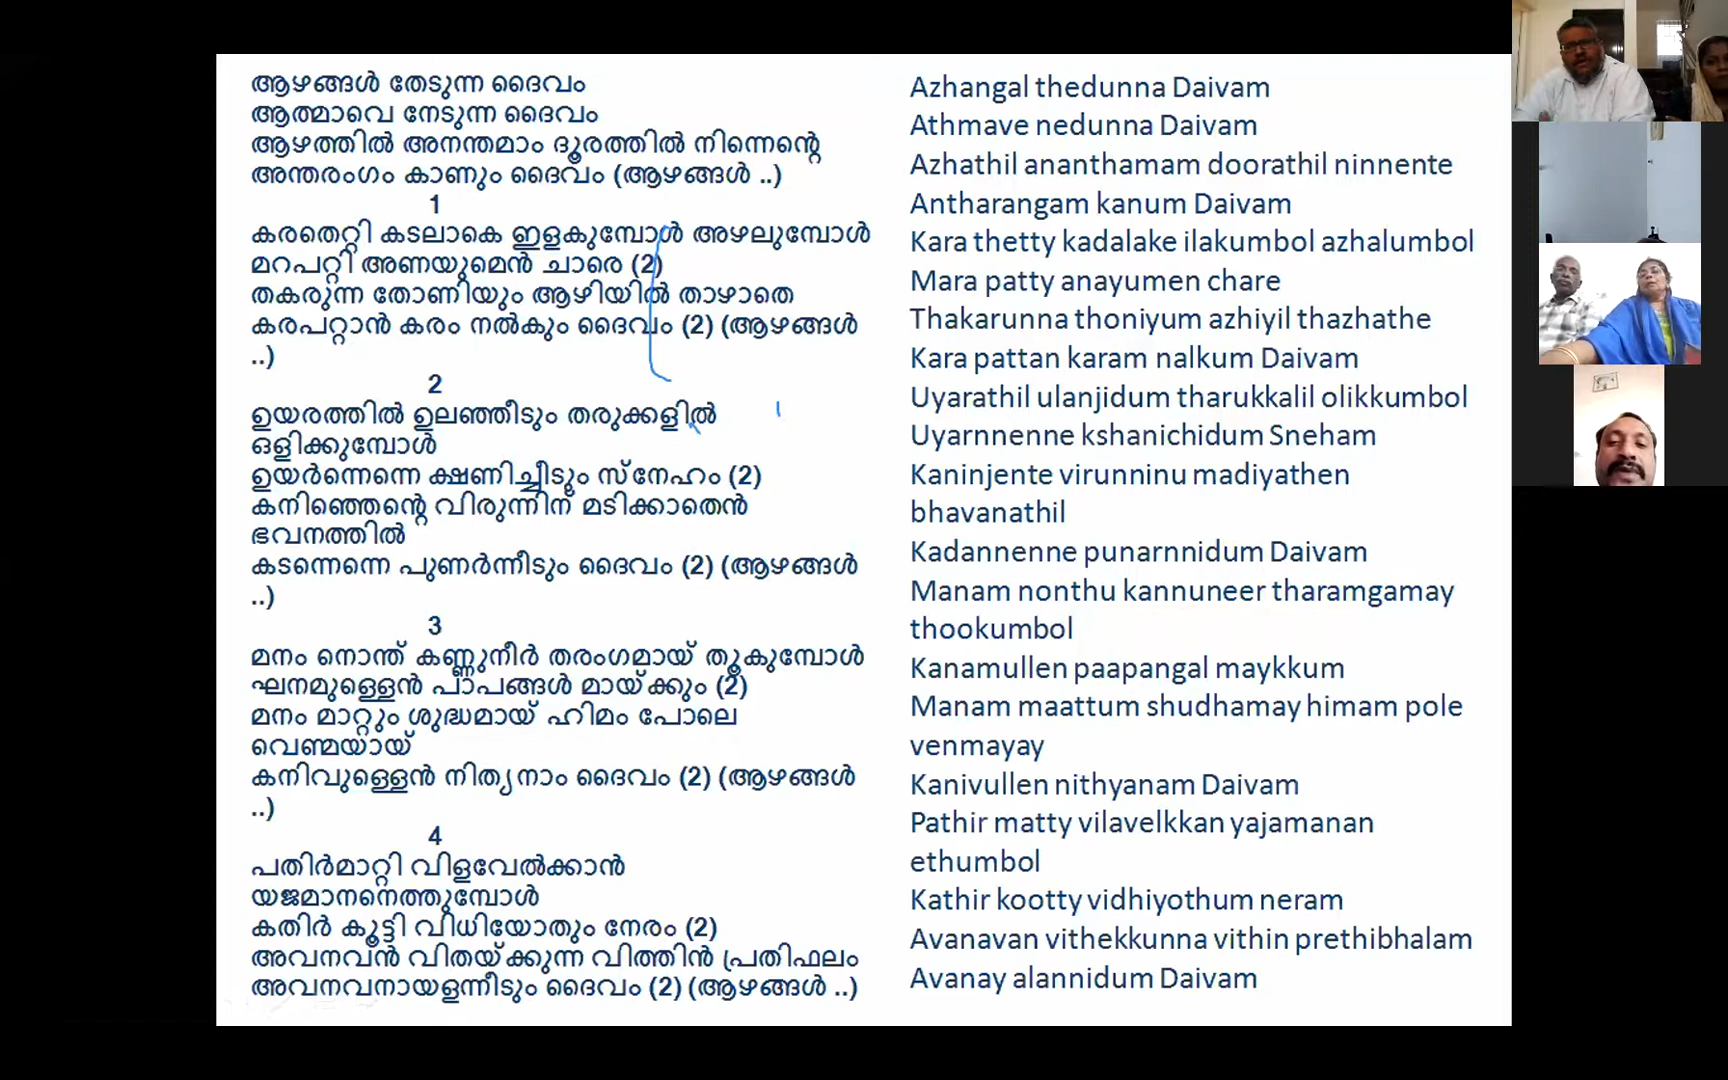 ആഴങ്ങൾ തേടുന്ന ദൈവം
ആത്മാവെ നേടുന്ന ദൈവം
ആഴത്തിൽ അനന്തമാം ദൂരത്തിൽ നിന്നെന്റെ
അന്തരംഗം കാണും ദൈവം (ആഴങ്ങൾ ..)
1
കരതെറ്റി കടലാകെ ഇളകുമ്പോൾ അഴലുമ്പോൾ
മറപറ്റി അണയുമെൻ ചാരെ (2)
തകരുന്ന തോണിയും ആഴിയിൽ താഴാതെ
കരപറ്റാൻ കരം നൽകും ദൈവം (2) (ആഴങ്ങൾ
..)
2
ഉയരത്തിൽ ഉലഞ്ഞീടും തരുക്കളിൽ
ഒളിക്കുമ്പോൾ
ഉയർന്നെന്നെ ക്ഷണിച്ചീടും സ്നേഹം (2)
കനിഞ്ഞെന്റെ വിരുന്നിന് മടിക്കാതെൻ
ഭവനത്തിൽ
കടന്നെന്നെ പുണർന്നീടും ദൈവം (2) (ആഴങ്ങൾ
..)
3
മനം നൊന്ത് കണ്ണുനീർ തരംഗമായ് തൂകുമ്പോൾ
ഘനമുള്ളെൻ പാപങ്ങൾ മായ്ക്കും (2)
മനം മാറ്റും ശുദ്ധമായ് ഹിമം പോലെ
വെണ്മയായ്
കനിവുള്ളെൻ നിത്യനാം ദൈവം (2) (ആഴങ്ങൾ
..)
4
പതിർമാറ്റി വിളവേൽക്കാൻ
യജമാനനെത്തുമ്പോൾ
കതിർ കൂട്ടി വിധിയോതും നേരം (2)
അവനവൻ വിതയ്ക്കുന്ന വിത്തിൻ പ്രതിഫലം
അവനവനായളന്നീടും ദൈവം (2) (ആഴങ്ങൾ ..)
Azhangal thedunna Daivam
Athmave nedunna Daivam
Azhathil ananthamam doorathil ninnente
Antharangam kanum Daivam
Kara thetty kadalake ilakumbol azhalumbol
Mara patty anayumen chare
Thakarunna thoniyum azhiyil thazhathe
Kara pattan karam nalkum Daivam
Uyarathil ulanjidum tharukkalil olikkumbol
Uyarnnenne kshanichidum Sneham
Kaninjente virunninu madiyathen
bhavanathil
Kadannenne punarnnidum Daivam
Manam nonthu kannuneer tharamgamay
thookumbol
Kanamullen paapangal maykkum
Manam maattum shudhamay himam pole
venmayay
Kanivullen nithyanam Daivam
Pathir matty vilavelkkan yajamanan
ethumbol
Kathir kootty vidhiyothum neram
Avanavan vithekkunna vithin prethibhalam
Avanay alannidum Daivam